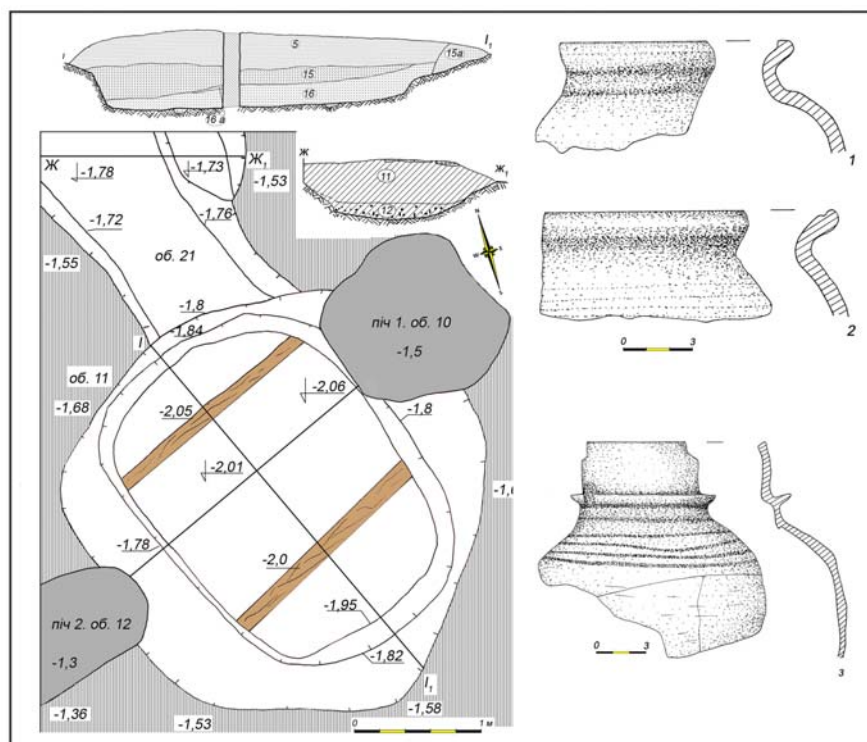 I₁
5
15а
15
16
16 а
Ж
Ж₁
-1,78
-1,73
-1,53
Ж
11
Ж₁
12
-1,72
-1,76
об. 21
-1,55
-1,8
-1,84
I
піч 1. об. 10
-1,5
об. 11
-1,68
-2,05
-2,06
-1,8
-2,01
-1,78
-2,0
піч 2. об. 12
-1,3
-1,95
-1,82
I₁
-1,36
-1,53
-1,58
0 1 м
1
2
0 3
0 3
3